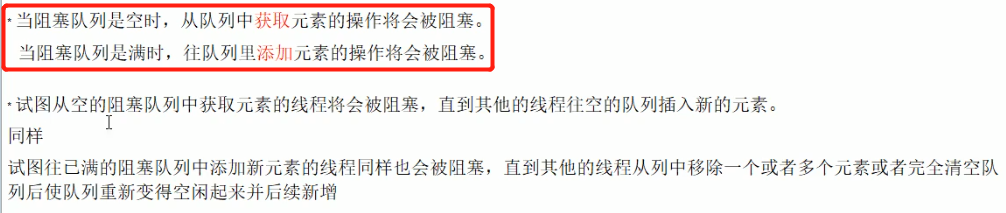 * 当阻塞队列是空时，从队列中获取元素的操作将会被阻塞。
当阻塞队列是满时，往队列里添加元素的操作将会被阻塞。
* 试图从空的阻塞队列中获取元素的线程将会被阻塞，直到其他的线程往空的队列插入新的元素。
同样
试图往已满的阻塞队列中添加新元素的线程同样也会被阻塞，直到其他的线程从列中移除一个或者多个元素或者完全清空队
列后使队列重新变得空闲起来并后续新增